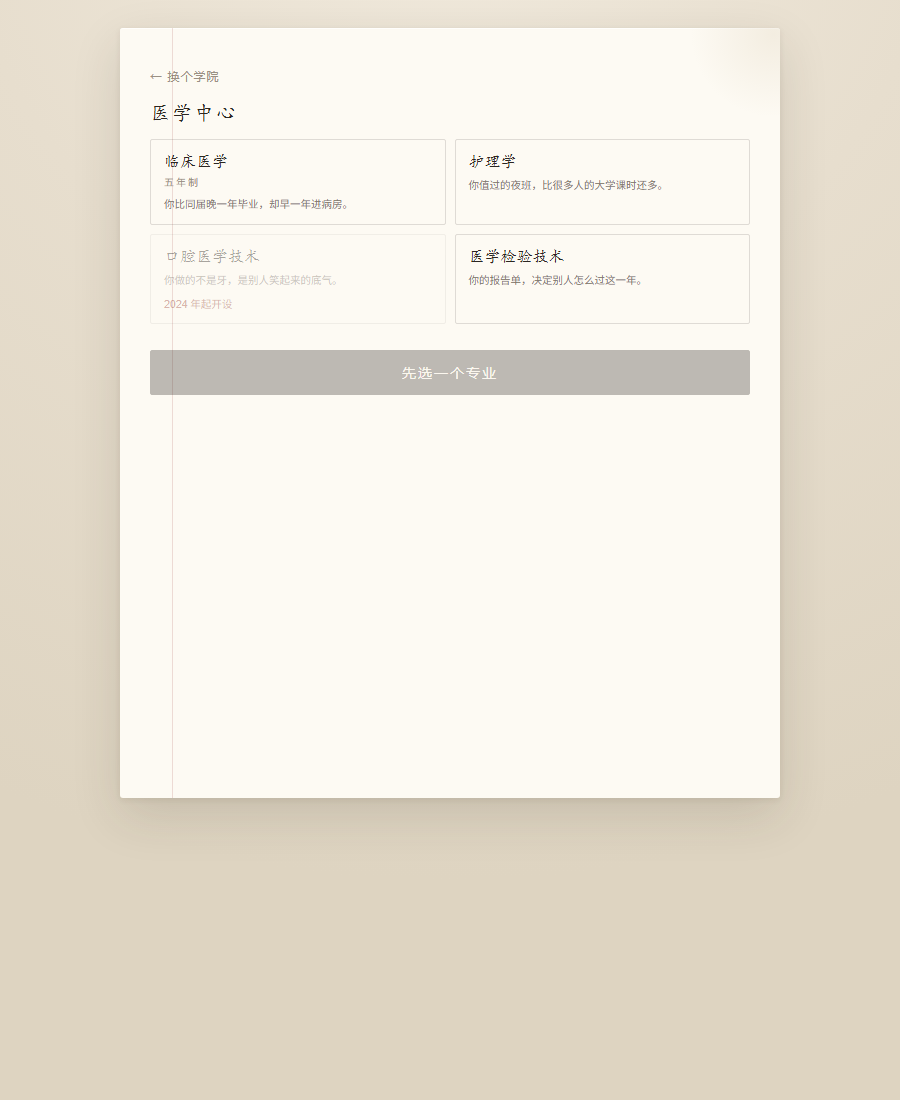 ← 换个学院
医学中心
临床医学
五年制
你比同届晚一年毕业，却早一年进病房。
护理学
你值过的夜班，比很多人的大学课时还多。
口腔医学技术
你做的不是牙，是别人笑起来的底气。
2024 年起开设
医学检验技术
你的报告单，决定别人怎么过这一年。
先选一个专业